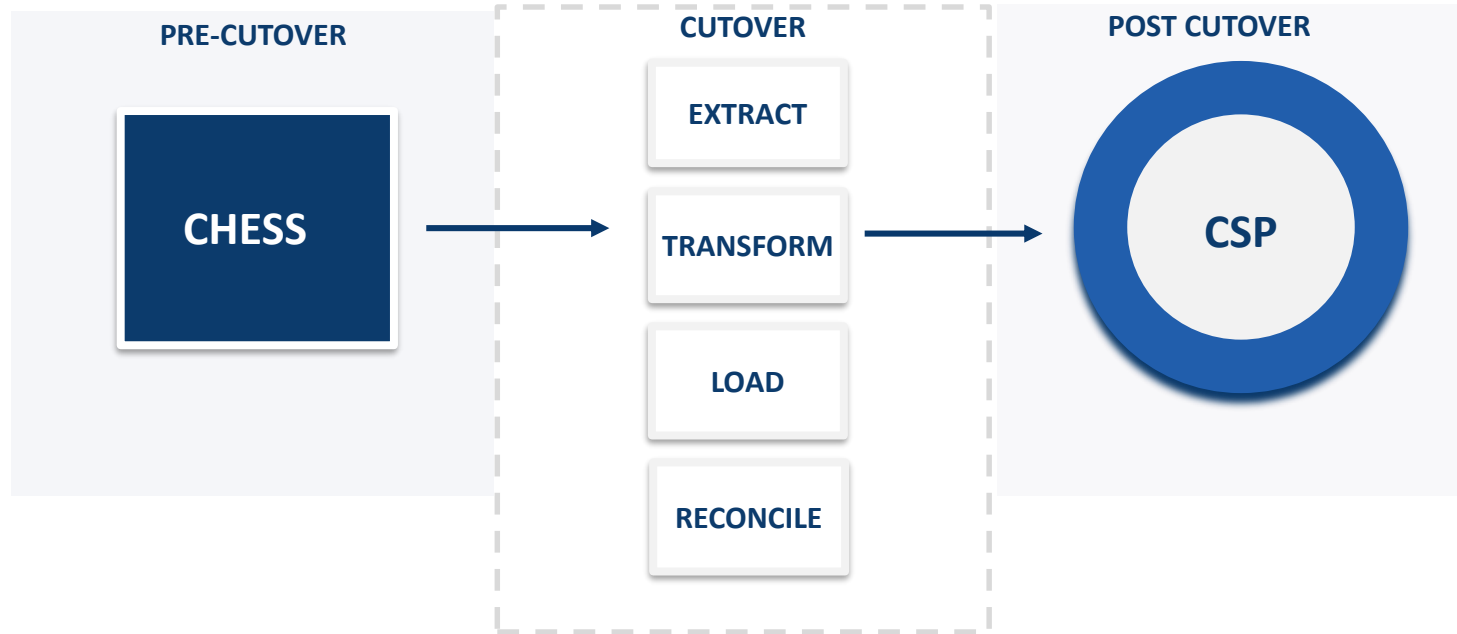 PRE-CUTOVER
CHESS
CUTOVER
EXTRACT
TRANSFORM
LOAD
RECONCILE
POST CUTOVER
CSP